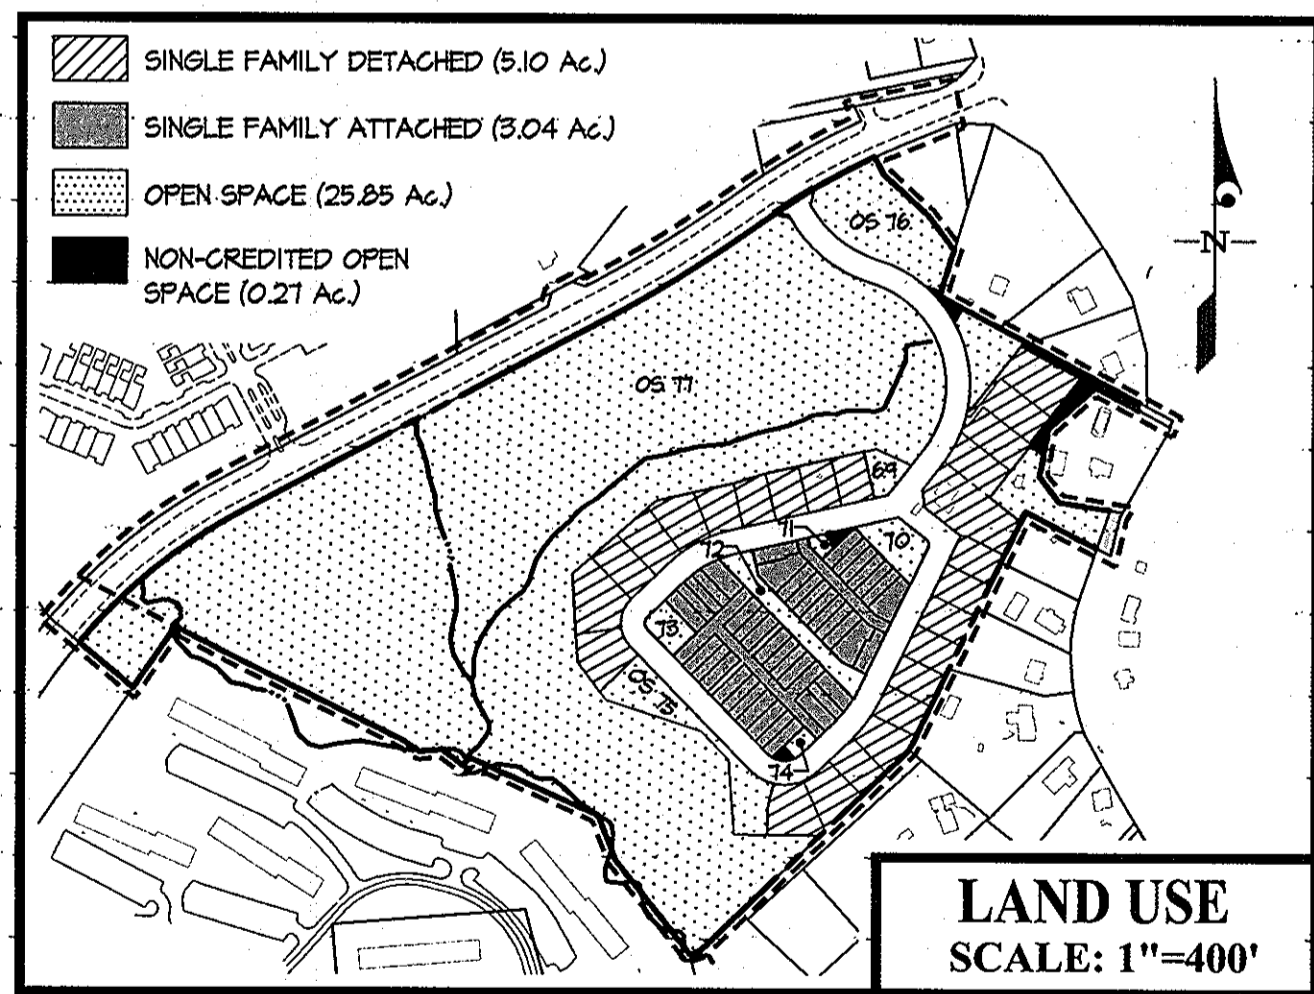 SINGLE FAMILY DETACHED (5.10 Ac.)
SINGLE FAMILY ATTACHED (3.04 Ac.)
OPEN SPACE (25.85 Ac.)
NON-CREDITED OPEN
SPACE (0.27 Ac.)
N
OS 76
OS 77
69
71
70
72
73
OS 75
74
LAND USE
SCALE: 1"=400'